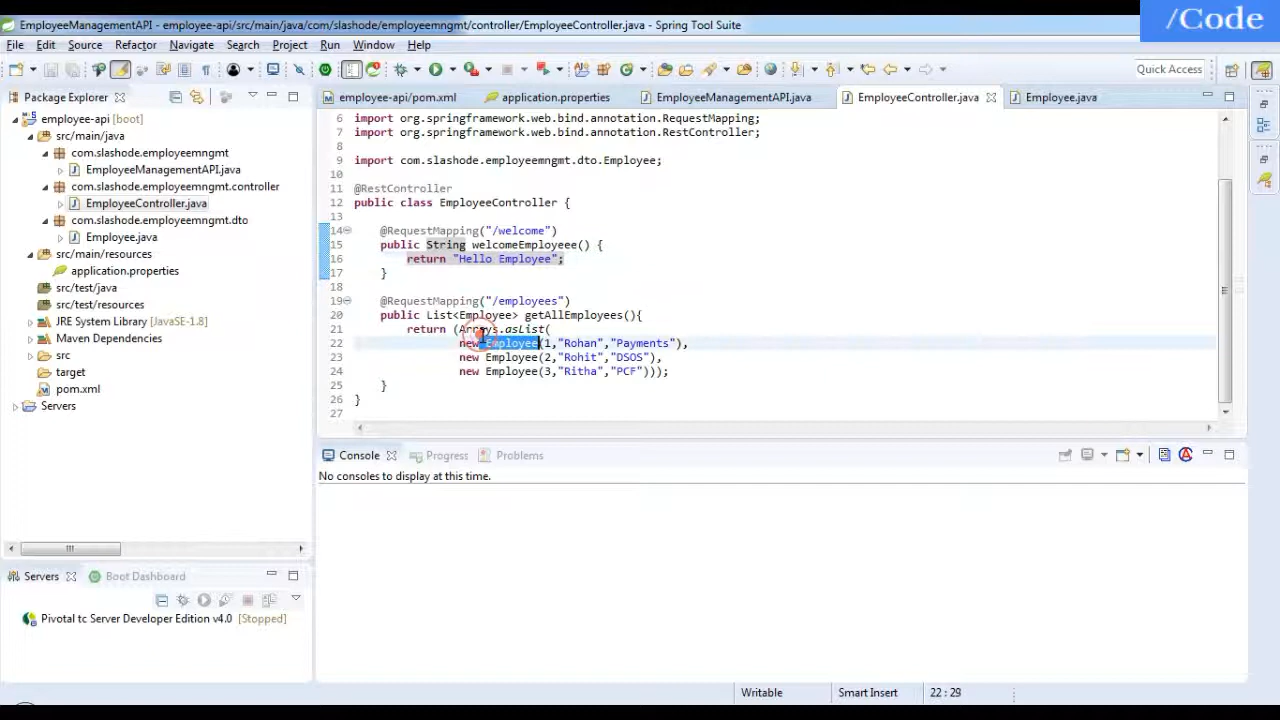 EmployeeManagementAPI - employee-api/src/main/java/com/slashode/employeemngmt/controller/EmployeeController.java - Spring Tool Suite
/Code
File Edit Source Refactor Navigate Search Project Run Window Help
Quick Access
Package Explorer
employee-api/pom.xml application.properties EmployeeManagementAPI.java EmployeeController.java Employee.java
employee-api [boot]
src/main/java
com.slashode.employeemngmt
EmployeeManagementAPI.java
com.slashode.employeemngmt.controller
EmployeeController.java
com.slashode.employeemngmt.dto
Employee.java
src/main/resources
application.properties
src/test/java
src/test/resources
JRE System Library [JavaSE-1.8]
Maven Dependencies
src
target
pom.xml
Servers
6 import org.springframework.web.bind.annotation.RequestMapping;
7 import org.springframework.web.bind.annotation.RestController;
8
9 import com.slashode.employeemngmt.dto.Employee;
10
11 @RestController
12 public class EmployeeController {
13
14 @RequestMapping("/welcome")
15 public String welcomeEmployeee() {
16 return "Hello Employee";
17 }
18
19 @RequestMapping("/employees")
20 public List<Employee> getAllEmployees(){
21 return (Arrays.asList(
22 new Employee(1,"Rohan","Payments"),
23 new Employee(2,"Rohit","DSOS"),
24 new Employee(3,"Ritha","PCF")));
25 }
26 }
27
Console Progress Problems
No consoles to display at this time.
Servers Boot Dashboard
Pivotal tc Server Developer Edition v4.0 [Stopped]
Writable Smart Insert 22 : 29